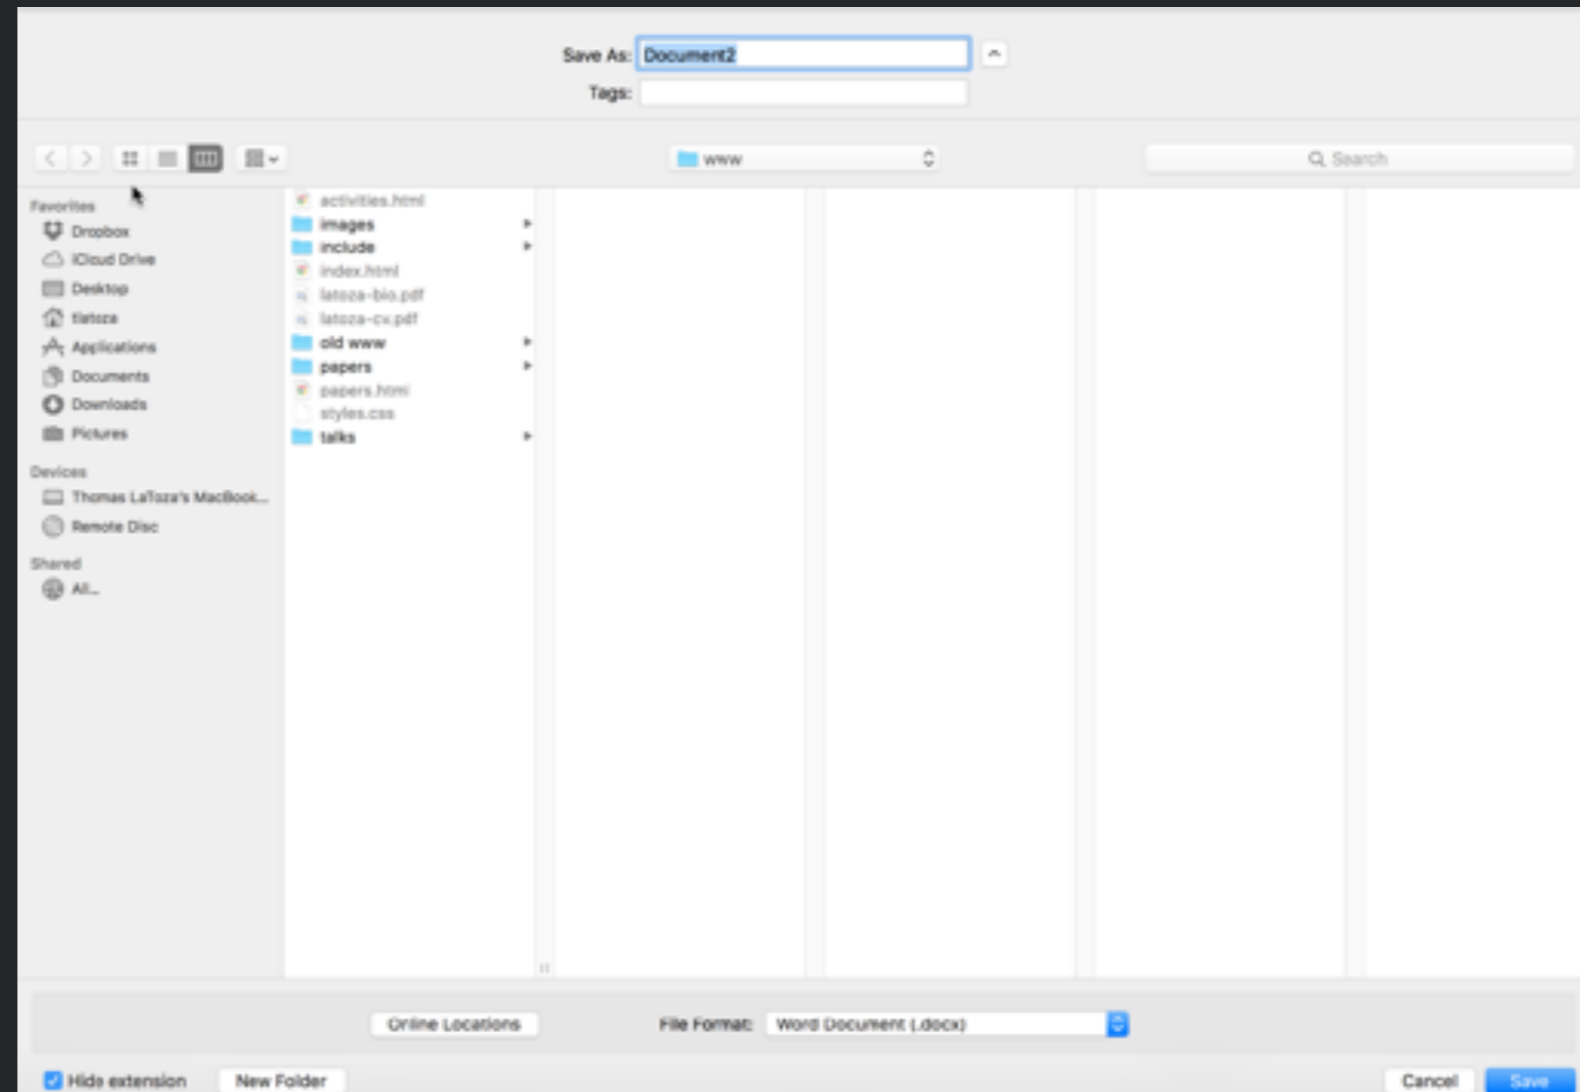 Save As: Document2
Tags:
www
Search
Favorites
Dropbox
iCloud Drive
Desktop
tlatoza
Applications
Documents
Downloads
Pictures
Devices
Thomas LaToza's MacBook...
Remote Disc
Shared
All...
activities.html
images
include
index.html
latoza-bio.pdf
latoza-cv.pdf
old www
papers
papers.html
styles.css
talks
Online Locations
File Format: Word Document (.docx)
Hide extension
New Folder
Cancel
Save